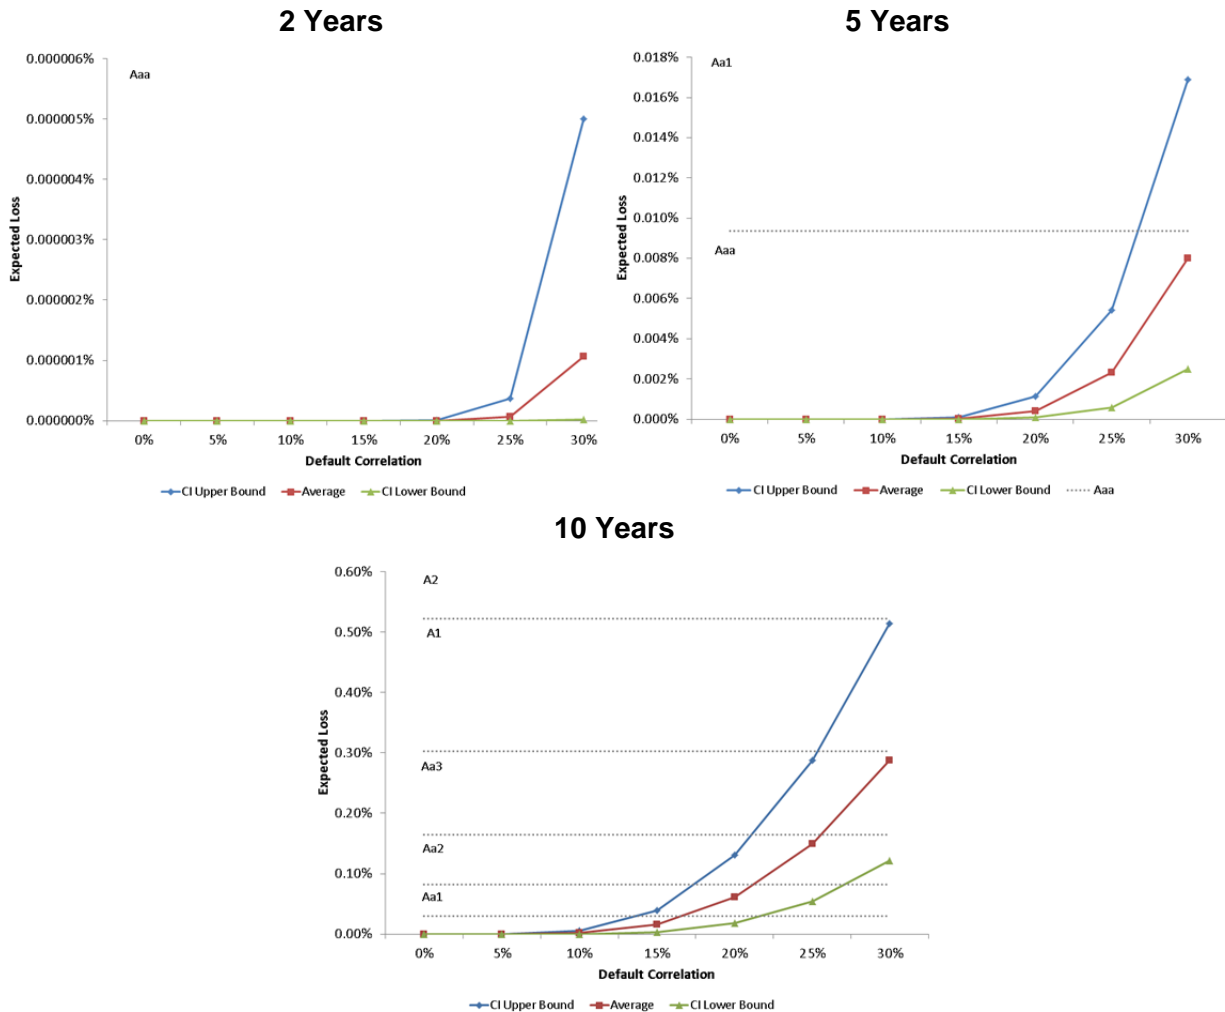 2 Years
0.000006%
Aaa
0.000005%
0.000004%
0.000003%
0.000002%
0.000001%
0.000000%
Expected Loss
0% 5% 10% 15% 20% 25% 30%
Default Correlation
CI Upper Bound Average CI Lower Bound
5 Years
0.018%
Aa1
0.016%
0.014%
0.012%
0.010%
Aaa
0.008%
0.006%
0.004%
0.002%
0.000%
Expected Loss
0% 5% 10% 15% 20% 25% 30%
Default Correlation
CI Upper Bound Average CI Lower Bound Aaa
10 Years
0.60%
A2
A1
0.50%
0.40%
0.30%
Aa3
0.20%
Aa2
0.10%
Aa1
0.00%
Expected Loss
0% 5% 10% 15% 20% 25% 30%
Default Correlation
CI Upper Bound Average CI Lower Bound